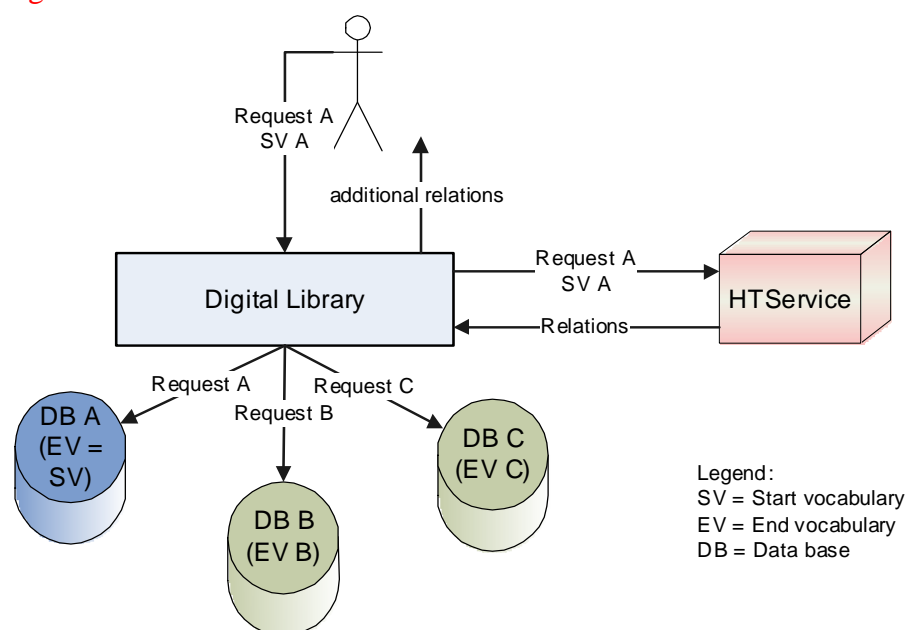 Request A
SV A
additional relations
Request A
SV A
Digital Library
HTService
Relations
Request A
Request B
Request C
DB A
(EV =
SV)
DB B
(EV B)
DB C
(EV C)
Legend:
SV = Start vocabulary
EV = End vocabulary
DB = Data base